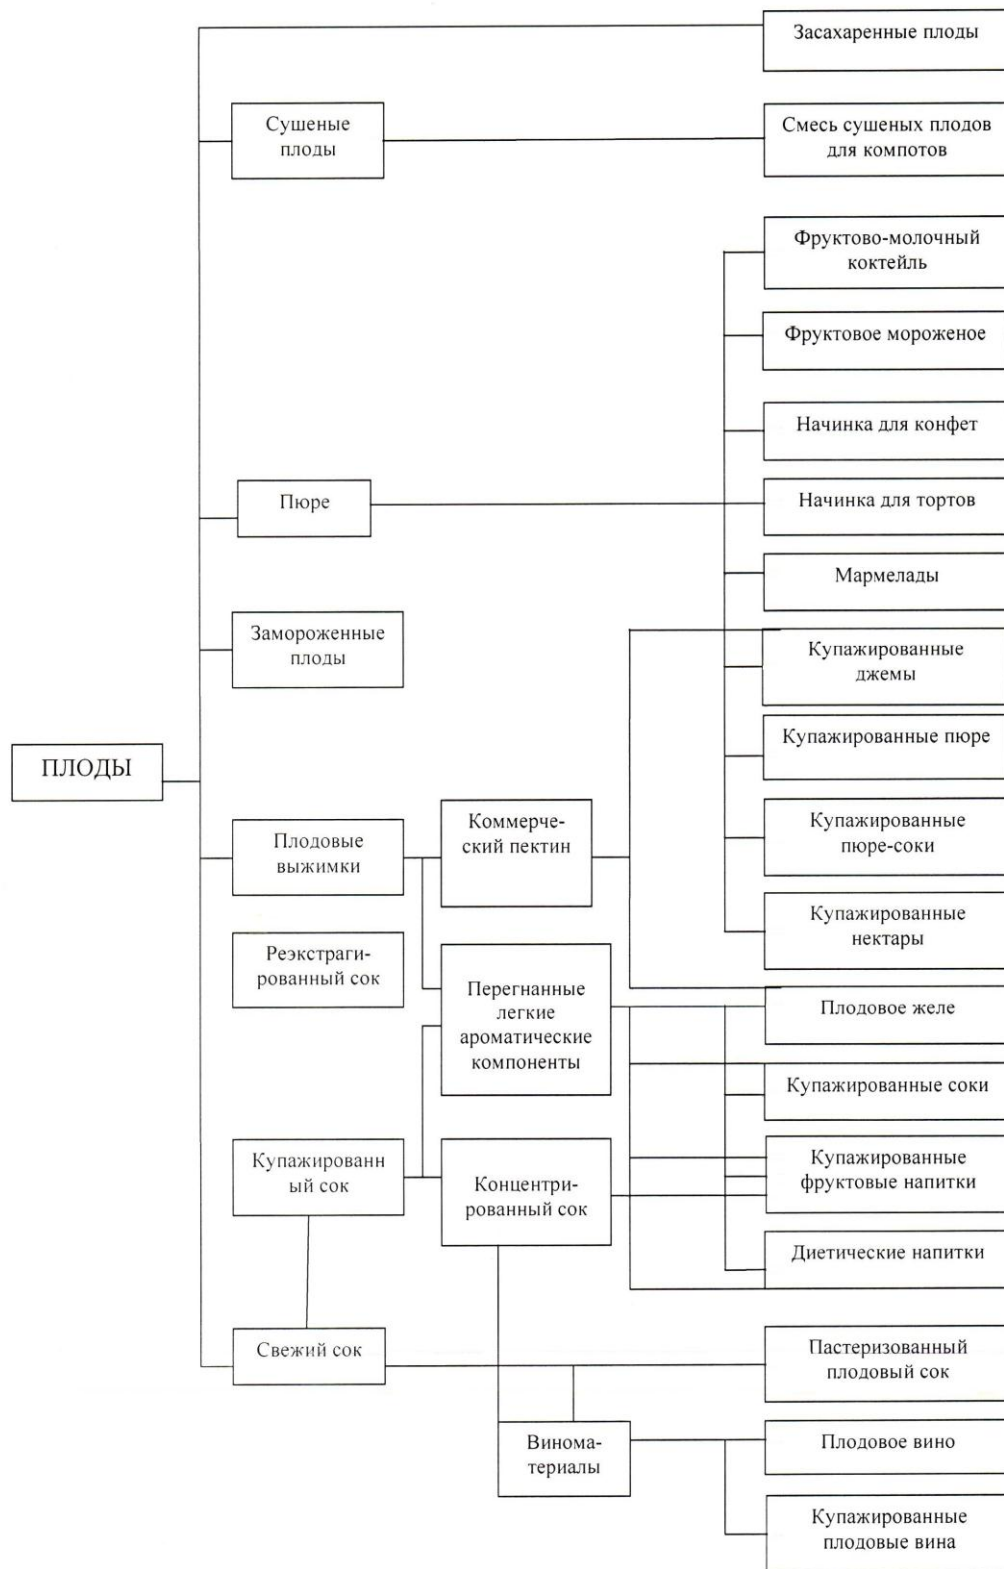 Засахаренные плоды
Сушеные
плоды
Смесь сушеных плодов
для компотов
Фруктово-молочный
коктейль
Фруктовое мороженое
Начинка для конфет
Пюре
Начинка для тортов
Мармелады
Замороженные
плоды
Купажированные
джемы
Купажированные пюре
ПЛОДЫ
Плодовые
выжимки
Коммерче-
ский пектин
Купажированные
пюре-соки
Купажированные
нектары
Реэкстраги-
рованный сок
Перегнанные
легкие
ароматические
компоненты
Плодовое желе
Купажированные соки
Купажированн
ый сок
Концентри-
рованный сок
Купажированные
фруктовые напитки
Диетические напитки
Свежий сок
Пастеризованный
плодовый сок
Винома-
териалы
Плодовое вино
Купажированные
плодовые вина